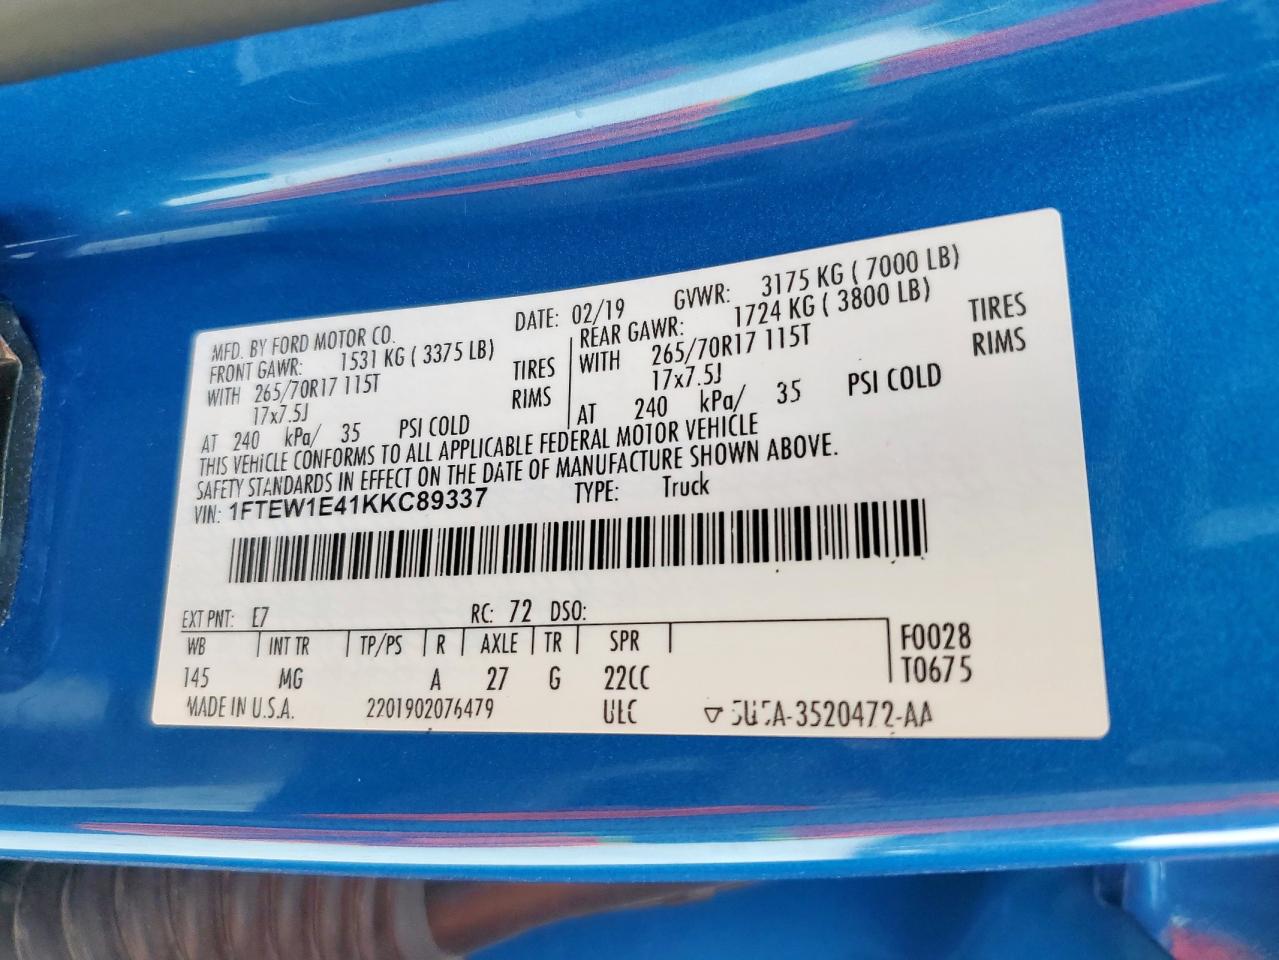 MFD. BY FORD MOTOR CO. DATE: 02/19 GVWR: 3175 KG ( 7000 LB)
FRONT GAWR: 1531 KG ( 3375 LB) REAR GAWR: 1724 KG ( 3800 LB)
WITH 265/70R17 115T TIRES WITH 265/70R17 115T TIRES
17x7.5J RIMS 17x7.5J RIMS
AT 240 kPa/ 35 PSI COLD AT 240 kPa/ 35 PSI COLD
THIS VEHICLE CONFORMS TO ALL APPLICABLE FEDERAL MOTOR VEHICLE
SAFETY STANDARDS IN EFFECT ON THE DATE OF MANUFACTURE SHOWN ABOVE.
VIN: 1FTEW1E41KKC89337 TYPE: Truck
EXT PNT: E7 RC: 72 DSO:
WB INT TR TP/PS R AXLE TR SPR F0028
145 MG A 27 G 22CC T0675
MADE IN U.S.A. 2201902076479